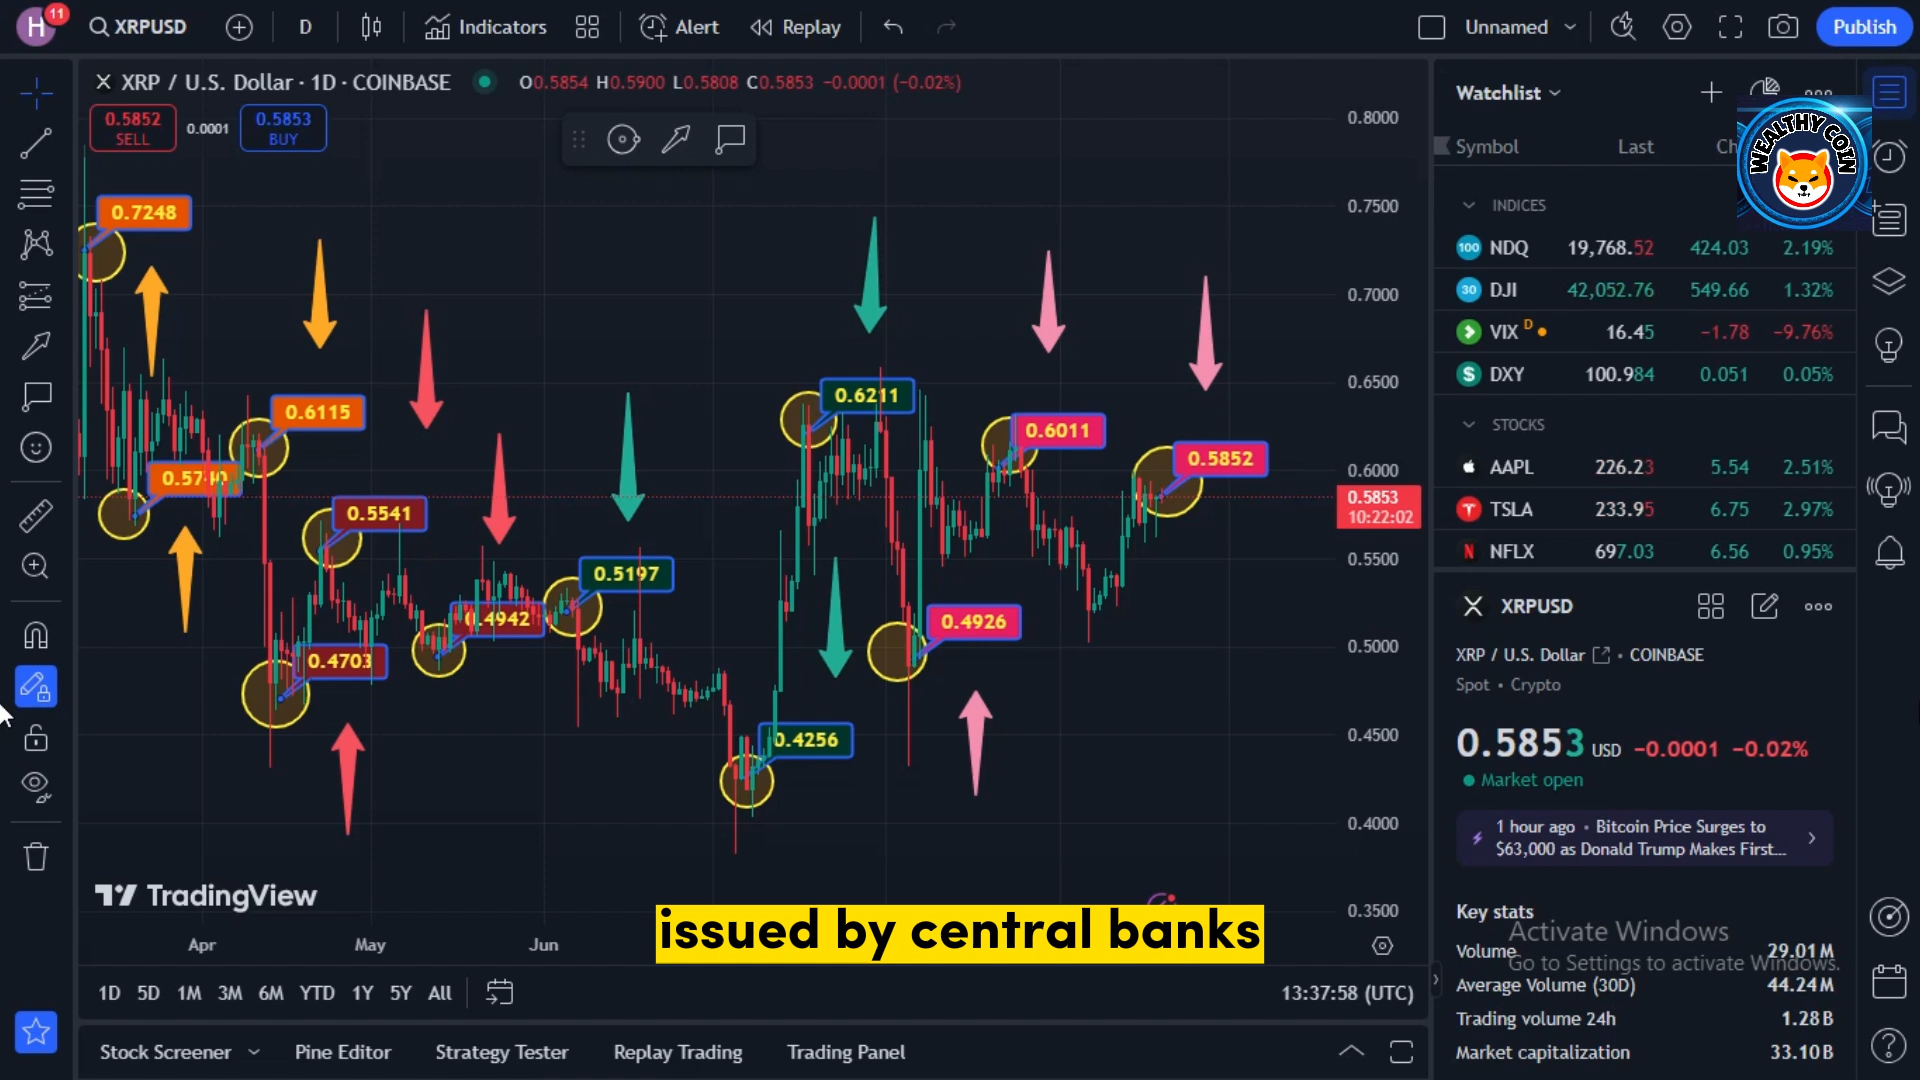 H 11 XRPUSD D Indicators Alert Replay Unnamed Publish
X XRP / U.S. Dollar · 1D · COINBASE O0.5854 H0.5900 L0.5808 C0.5853 −0.0001 (−0.02%)
0.5852 SELL 0.0001 0.5853 BUY
0.8000
0.7500
0.7000
0.6500
0.6000
0.5853
10:22:02
0.5500
0.5000
0.4500
0.4000
0.3500
0.7248
0.6115
0.5541
0.4703
0.4942
0.5197
0.4256
0.6211
0.4926
0.6011
0.5852
TradingView
Apr May Jun
issued by central banks
1D 5D 1M 3M 6M YTD 1Y 5Y All 13:37:58 (UTC)
Stock Screener Pine Editor Strategy Tester Replay Trading Trading Panel
Watchlist
WEALTHY COIN
Symbol Last
INDICES
100 NDQ 19,768.52 424.03 2.19%
30 DJI 42,052.76 549.66 1.32%
VIX D 16.45 −1.78 −9.76%
$ DXY 100.984 0.051 0.05%
STOCKS
AAPL 226.23 5.54 2.51%
TSLA 233.95 6.75 2.97%
N NFLX 697.03 6.56 0.95%
XRPUSD
XRP / U.S. Dollar · COINBASE
Spot · Crypto
0.5853 USD −0.0001 −0.02%
Market open
1 hour ago · Bitcoin Price Surges to
$63,000 as Donald Trump Makes First...
Key stats
Activate Windows
Volume 29.01M
Go to Settings to activate Windows.
Average Volume (30D) 44.24M
Trading volume 24h 1.28B
Market capitalization 33.10B